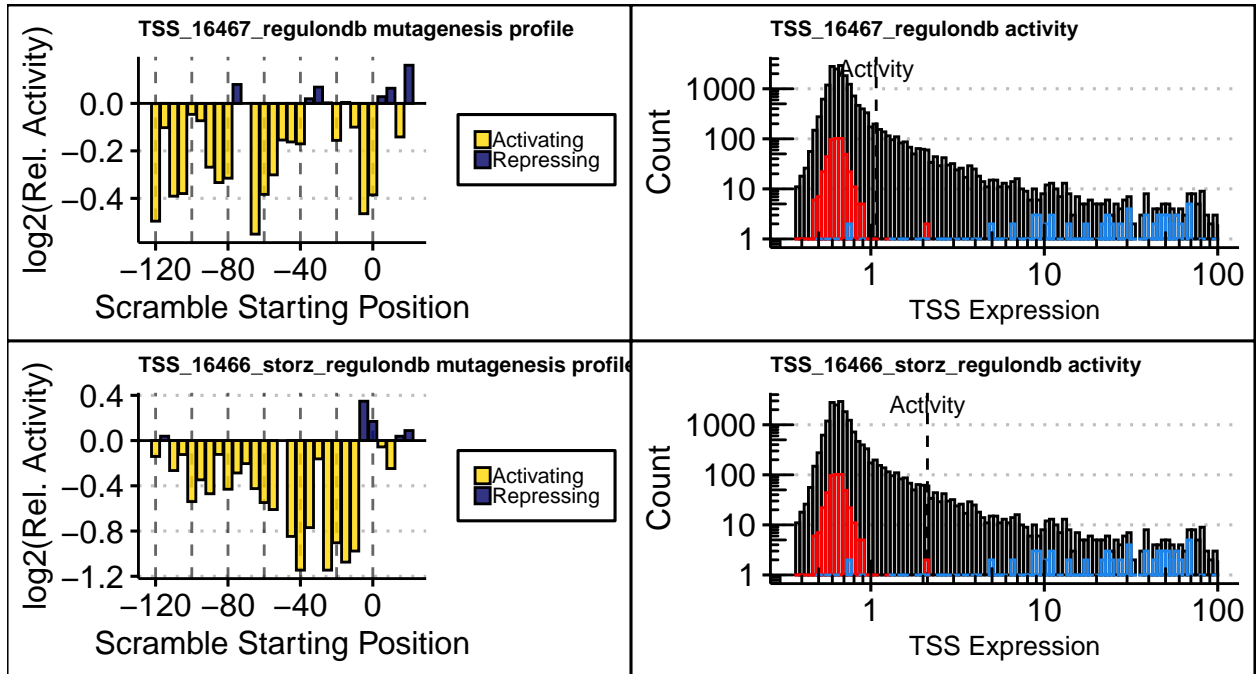 TSS_16467_regulondb mutagenesis profile
log2(Rel. Activity)
0.0
−0.2
−0.4
−120 −80 −40 0
Scramble Starting Position
Activating
Repressing
TSS_16467_regulondb activity
Activity
Count
1000
100
10
1
1 10 100
TSS Expression
TSS_16466_storz_regulondb mutagenesis profile
log2(Rel. Activity)
0.4
0.0
−0.4
−0.8
−1.2
−120 −80 −40 0
Scramble Starting Position
Activating
Repressing
TSS_16466_storz_regulondb activity
Activity
Count
1000
100
10
1
1 10 100
TSS Expression